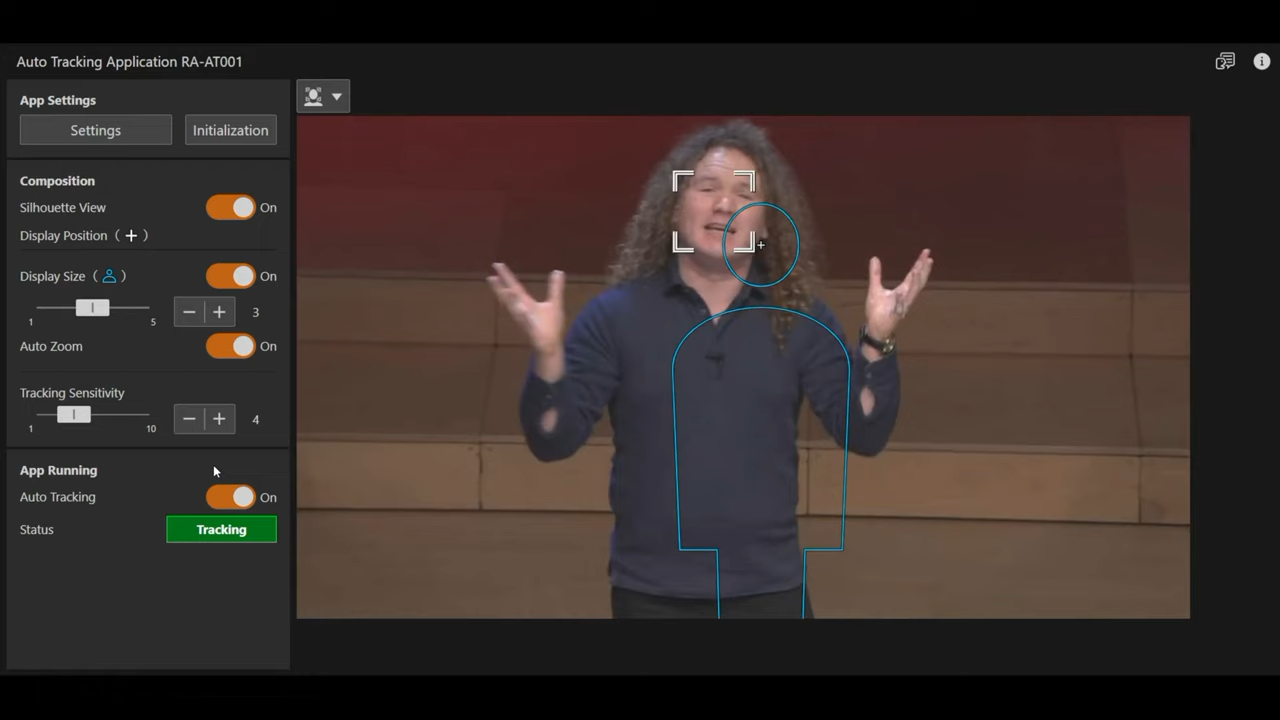 Auto Tracking Application RA-AT001
App Settings
Settings
Initialization
Composition
Silhouette View
On
Display Position ( + )
Display Size ( )
On
1
5
3
Auto Zoom
On
Tracking Sensitivity
1
10
4
App Running
Auto Tracking
On
Status
Tracking